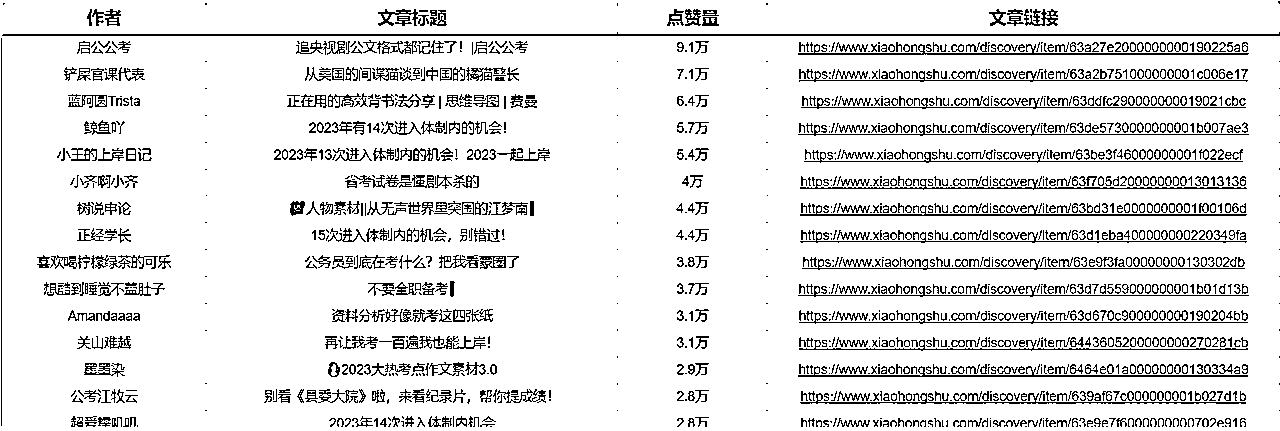 作者 文章标题 点赞量 文章链接
启公公考 追央视剧公文格式都记住了！|启公公考 9.1万 https://www.xiaohongshu.com/discovery/item/63a27e2000000000190225a6
铲屎官课代表 从美国的间谍猫谈到中国的橘猫警长 7.1万 https://www.xiaohongshu.com/discovery/item/63a2b751000000001c006e17
蓝阿圆Trista 正在用的高效背书法分享 | 思维导图 | 费曼 6.4万 https://www.xiaohongshu.com/discovery/item/63ddfc290000000019021cbc
鲸鱼吖 2023年有14次进入体制内的机会！ 5.7万 https://www.xiaohongshu.com/discovery/item/63de5730000000001b007ae3
小王的上岸日记 2023年13次进入体制内的机会！2023一起上岸 5.4万 https://www.xiaohongshu.com/discovery/item/63be3f46000000001f022ecf
小齐啊小齐 省考试卷是懂剧本杀的 4万 https://www.xiaohongshu.com/discovery/item/63f705d20000000013013136
树说申论 人物素材||从无声世界里突围的江梦南 4.4万 https://www.xiaohongshu.com/discovery/item/63bd31e0000000001f00106d
正经学长 15次进入体制内的机会，别错过！ 4.4万 https://www.xiaohongshu.com/discovery/item/63d1eba400000000220349fa
喜欢喝柠檬绿茶的可乐 公务员到底在考什么？把我看蒙圈了 3.8万 https://www.xiaohongshu.com/discovery/item/63e9f3fa00000000130302db
想酷到睡觉不盖肚子 不要全职备考 3.7万 https://www.xiaohongshu.com/discovery/item/63d7d559000000001b01d13b
Amandaaaa 资料分析好像就考这四张纸 3.1万 https://www.xiaohongshu.com/discovery/item/63d670c900000000190204bb
关山难越 再让我考一百遍我也能上岸！ 3.1万 https://www.xiaohongshu.com/discovery/item/6443605200000000270281cb
墨墨染 2023大热考点作文素材3.0 2.9万 https://www.xiaohongshu.com/discovery/item/6464e01a00000000130334a9
公考江牧云 别看《县委大院》啦，来看纪录片，帮你提成绩！ 2.8万 https://www.xiaohongshu.com/discovery/item/639af67c000000001b027d1b
2023年14次进入体制内机会 2.8万 https://www.xiaohongshu.com/discovery/item/63e9e7f6000000000702e916